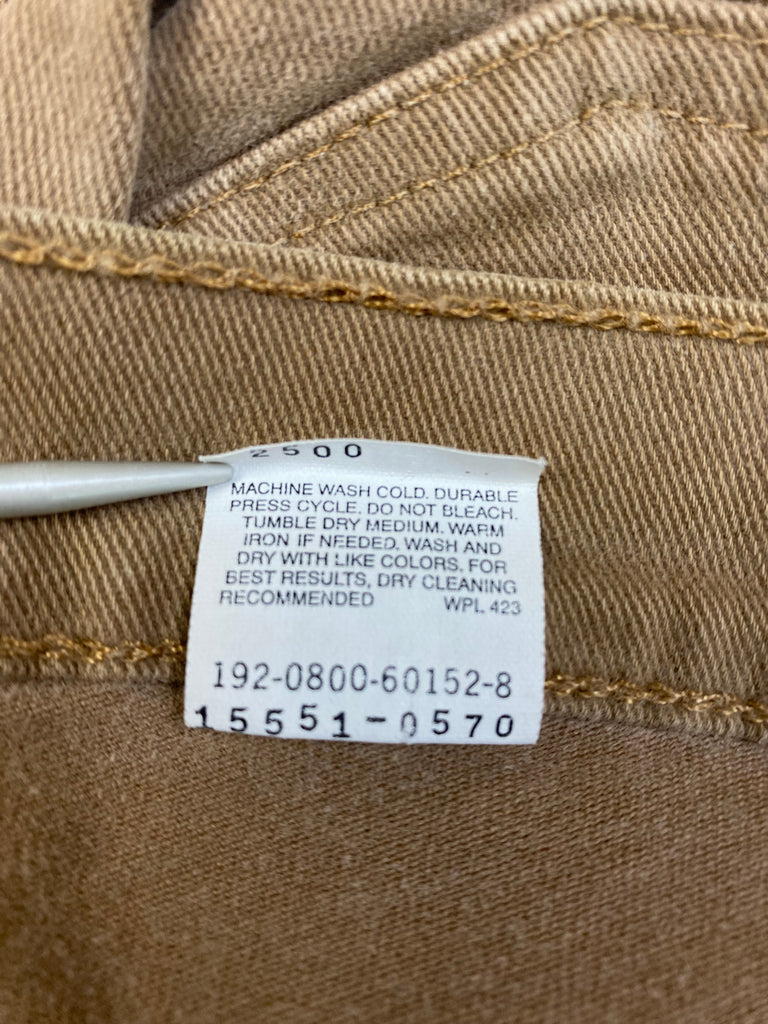 2500
MACHINE WASH COLD. DURABLE
PRESS CYCLE. DO NOT BLEACH.
TUMBLE DRY MEDIUM. WARM
IRON IF NEEDED. WASH AND
DRY WITH LIKE COLORS. FOR
BEST RESULTS, DRY CLEANING
RECOMMENDED WPL 423
192-0800-60152-8
15551-0570